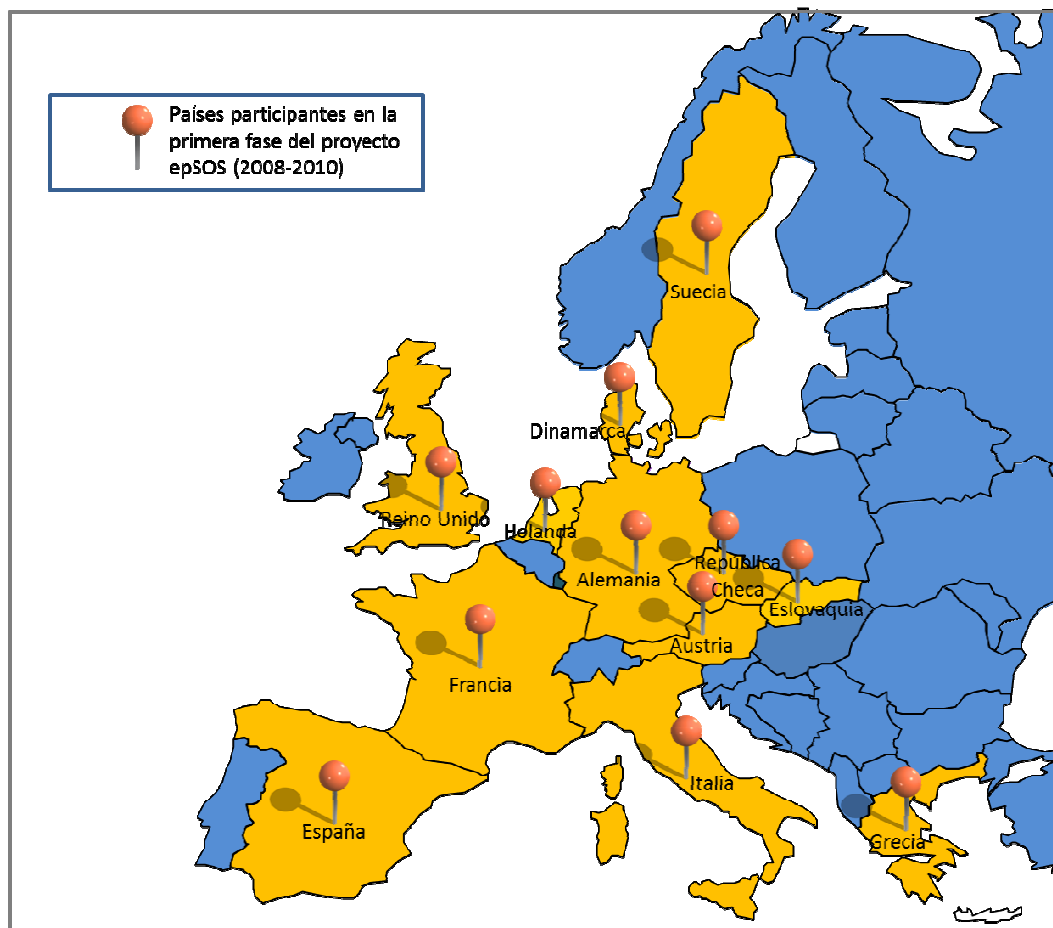 Países participantes en la
primera fase del proyecto
epSOS (2008-2010)
Suecia
Dinamarca
Reino Unido
Holanda
Alemania
República
Checa
Eslovaquia
Austria
Francia
Italia
España
Grecia